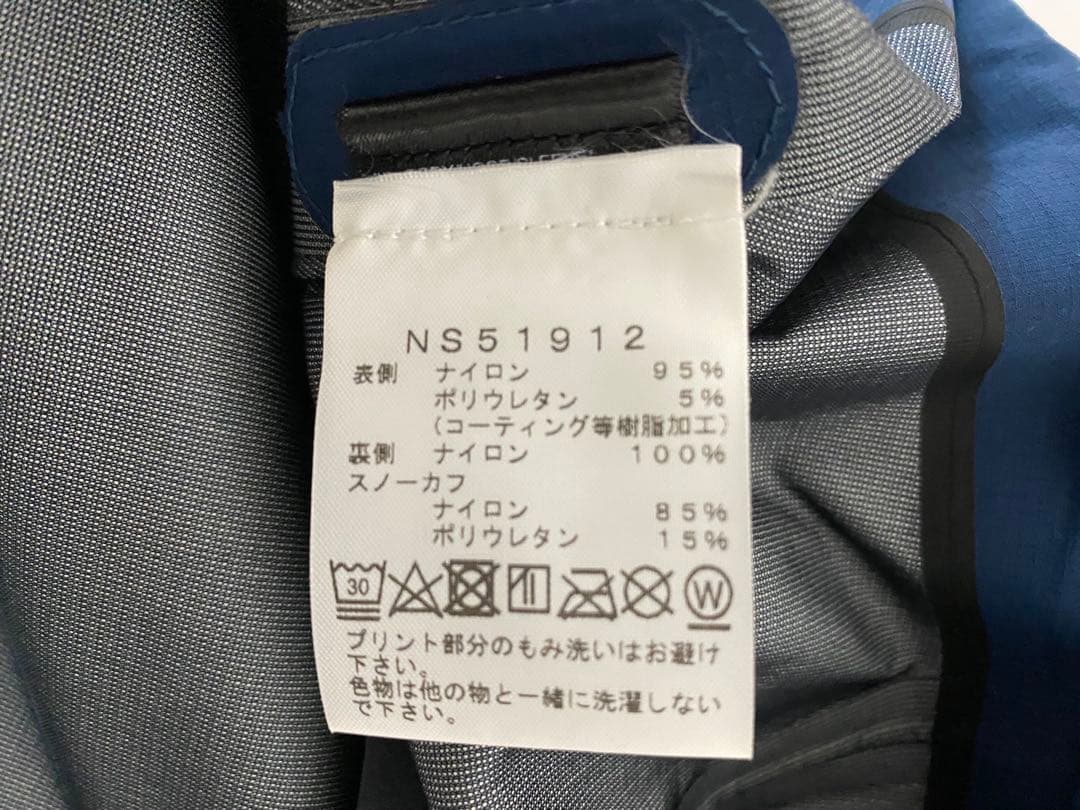 NS51912
表側 ナイロン 95%
ポリウレタン 5%
(コーティング等樹脂加工)
裏側 ナイロン 100%
スノーカフ
ナイロン 85%
ポリウレタン 15%
30 W
プリント部分のもみ洗いはお避け
下さい。
色物は他の物と一緒に洗濯しない
で下さい。